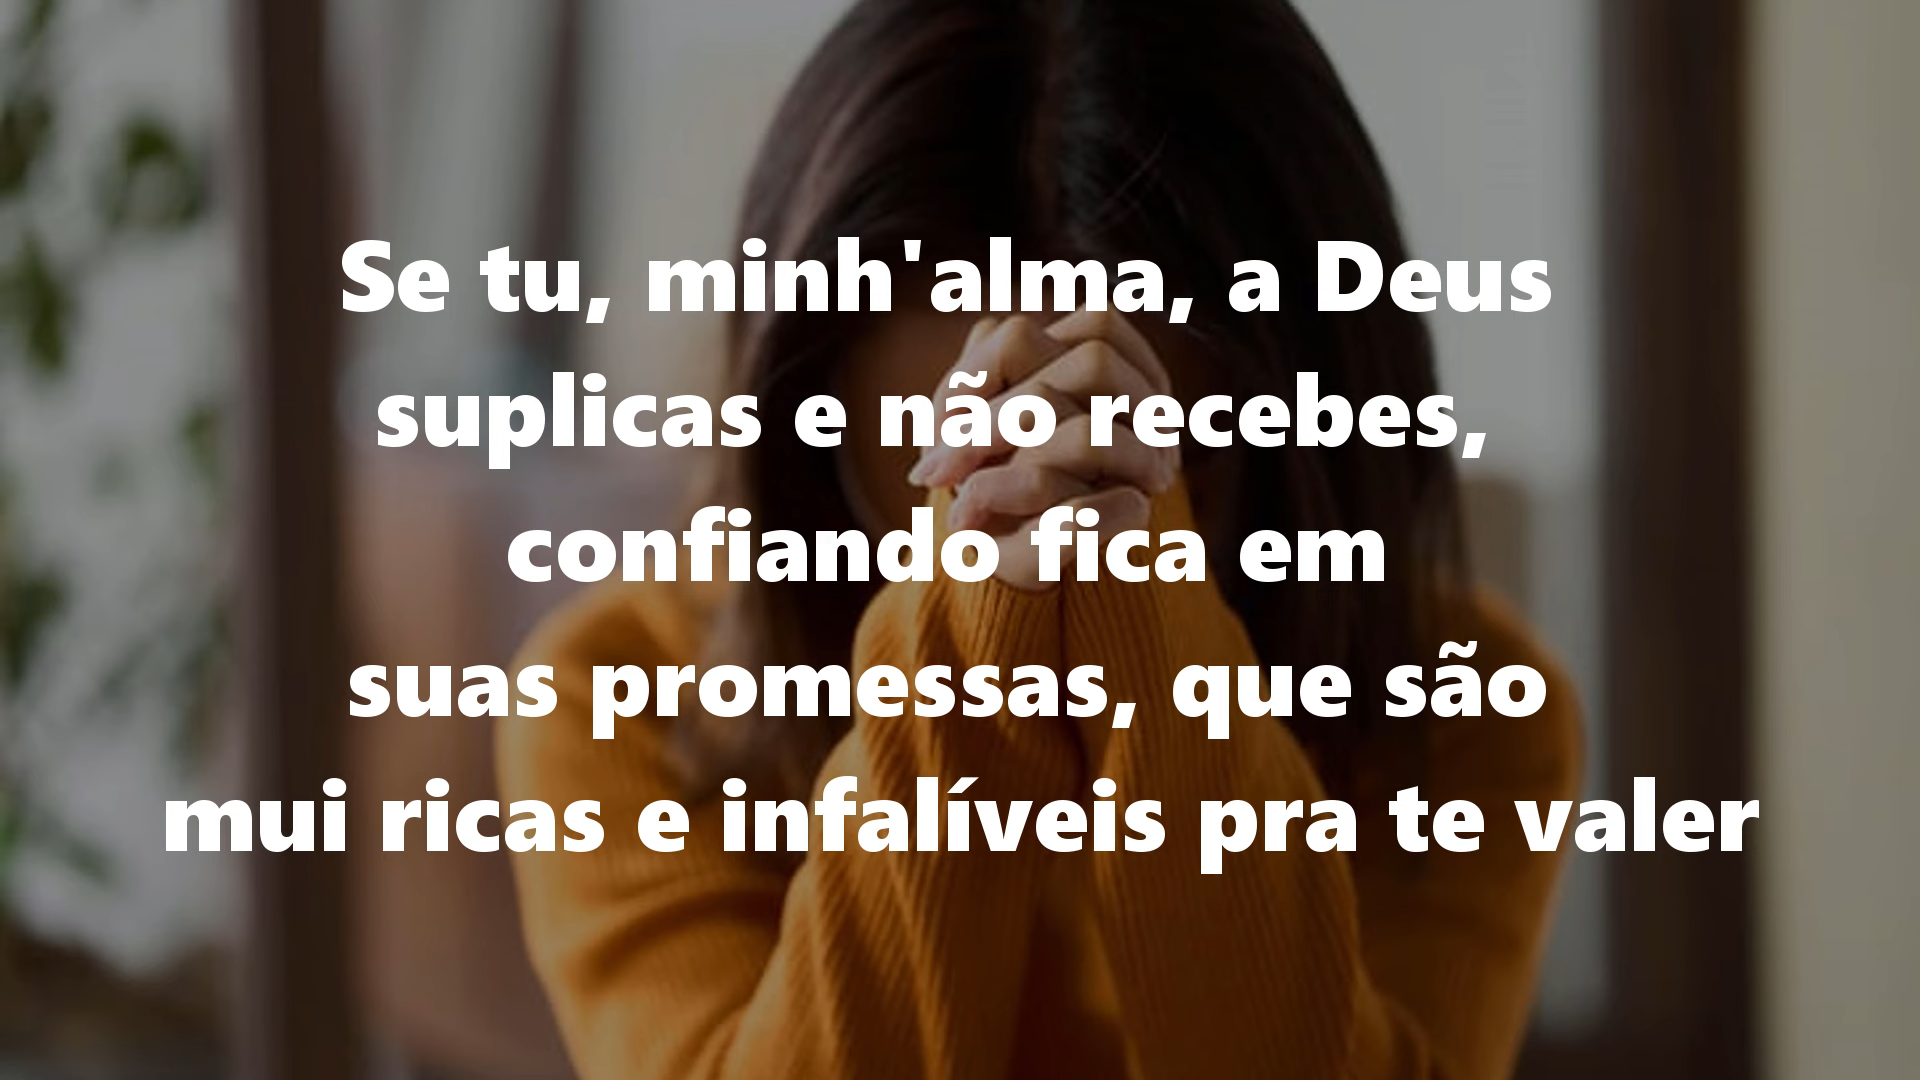 Se tu, minh'alma, a Deus
suplicas e não recebes,
confiando fica em
suas promessas, que são
mui ricas e infalíveis pra te valer